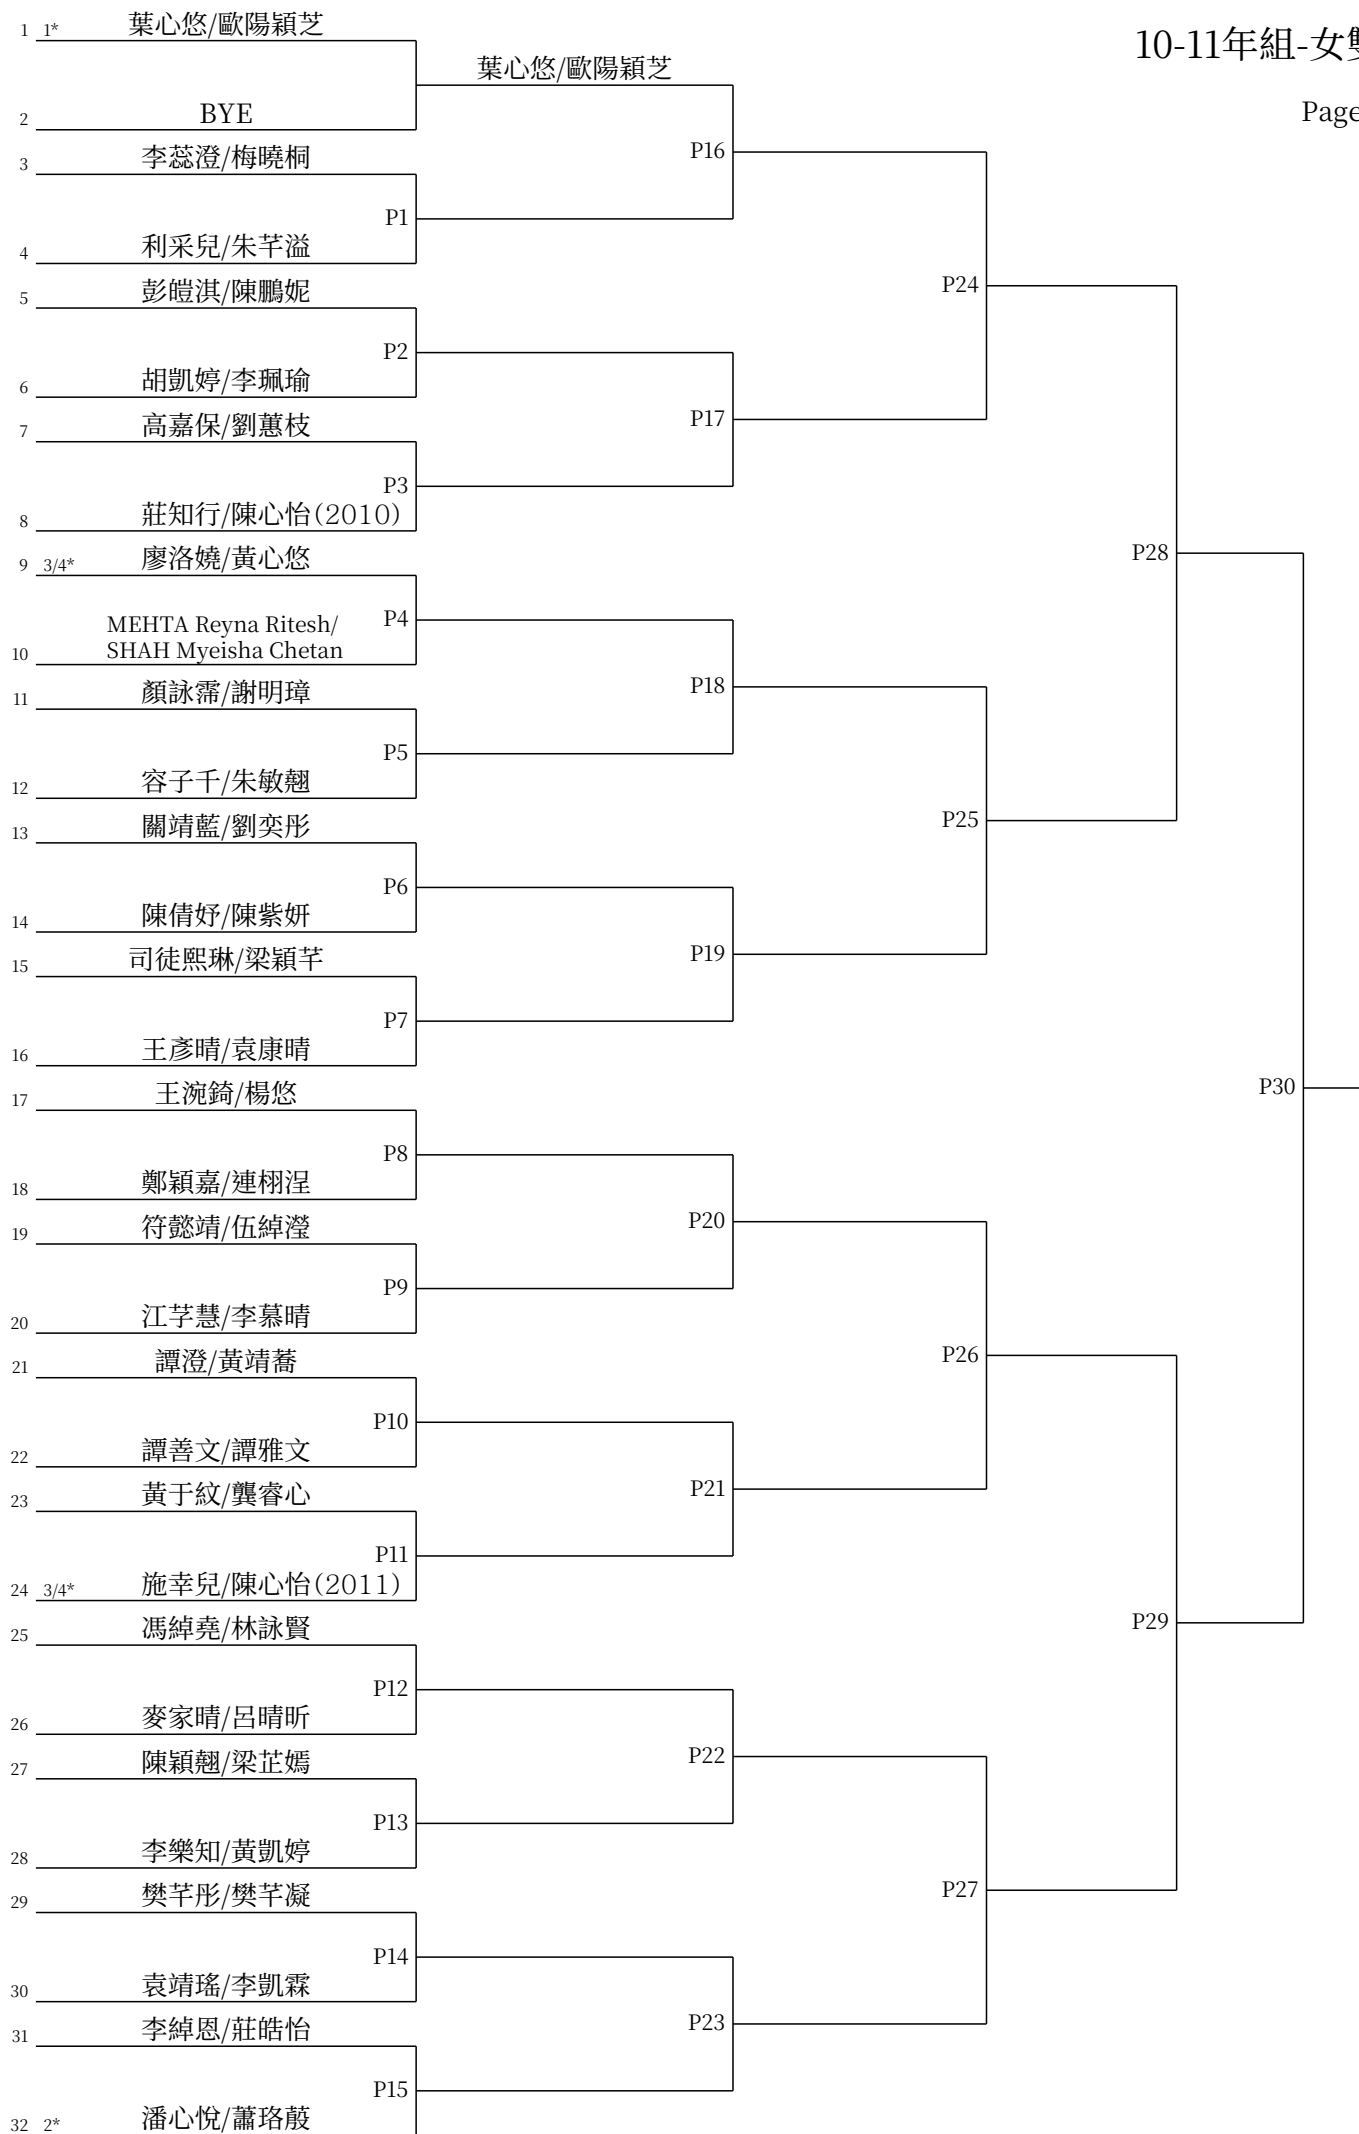 10-11年組-女雙
Page
1 1* 葉心悠/歐陽穎芝
葉心悠/歐陽穎芝
2 BYE
P16
3 李蕊澄/梅曉桐
P1
4 利采兒/朱芊溢
P24
5 彭皚淇/陳鵬妮
P2
6 胡凱婷/李珮瑜
P17
7 高嘉保/劉蕙枝
P3
8 莊知行/陳心怡(2010)
P28
9 3/4* 廖洛嬈/黃心悠
P4
10 MEHTA Reyna Ritesh/
SHAH Myeisha Chetan
P18
11 顏詠霈/謝明璋
P5
12 容子千/朱敏翹
P25
13 關靖藍/劉奕彤
P6
14 陳倩妤/陳紫妍
P19
15 司徒熙琳/梁穎芊
P7
16 王彥晴/袁康晴
P30
17 王涴錡/楊悠
P8
18 鄭穎嘉/連栩涅
P20
19 符懿靖/伍綽瀅
P9
20 江芓慧/李慕晴
P26
21 譚澄/黃靖蕎
P10
22 譚善文/譚雅文
P21
23 黃于紋/龔睿心
P11
24 3/4* 施幸兒/陳心怡(2011)
P29
25 馮綽堯/林詠賢
P12
26 麥家晴/呂晴昕
P22
27 陳穎翹/梁芷嫣
P13
28 李樂知/黃凱婷
P27
29 樊芊彤/樊芊凝
P14
30 袁靖瑤/李凱霖
P23
31 李綽恩/莊皓怡
P15
32 2* 潘心悅/蕭珞蒑